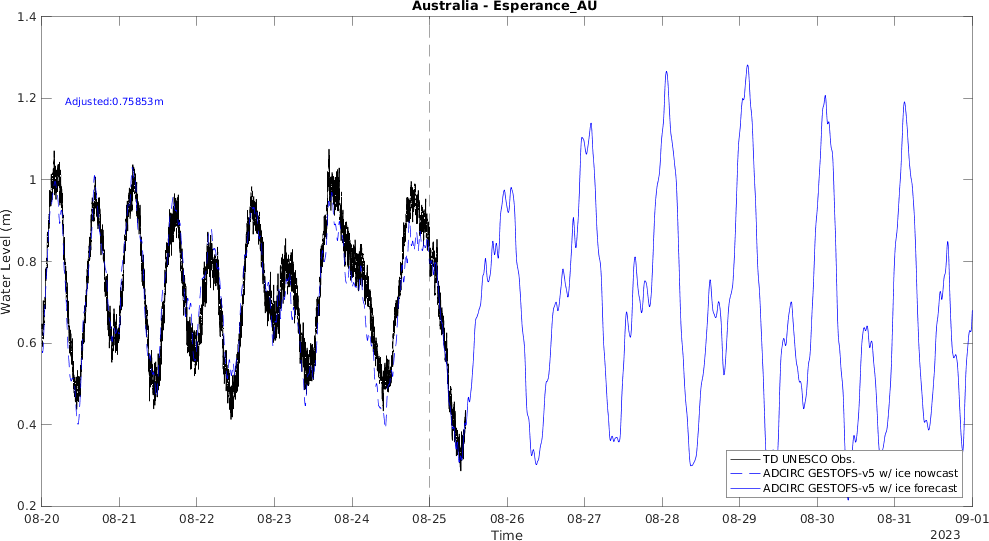 Australia - Esperance_AU
1.4
1.2
1
0.8
0.6
0.4
0.2
Water Level (m)
Adjusted:0.75853m
TD UNESCO Obs.
ADCIRC GESTOFS-v5 w/ ice nowcast
ADCIRC GESTOFS-v5 w/ ice forecast
08-20 08-21 08-22 08-23 08-24 08-25 08-26 08-27 08-28 08-29 08-30 08-31 09-01
Time
2023